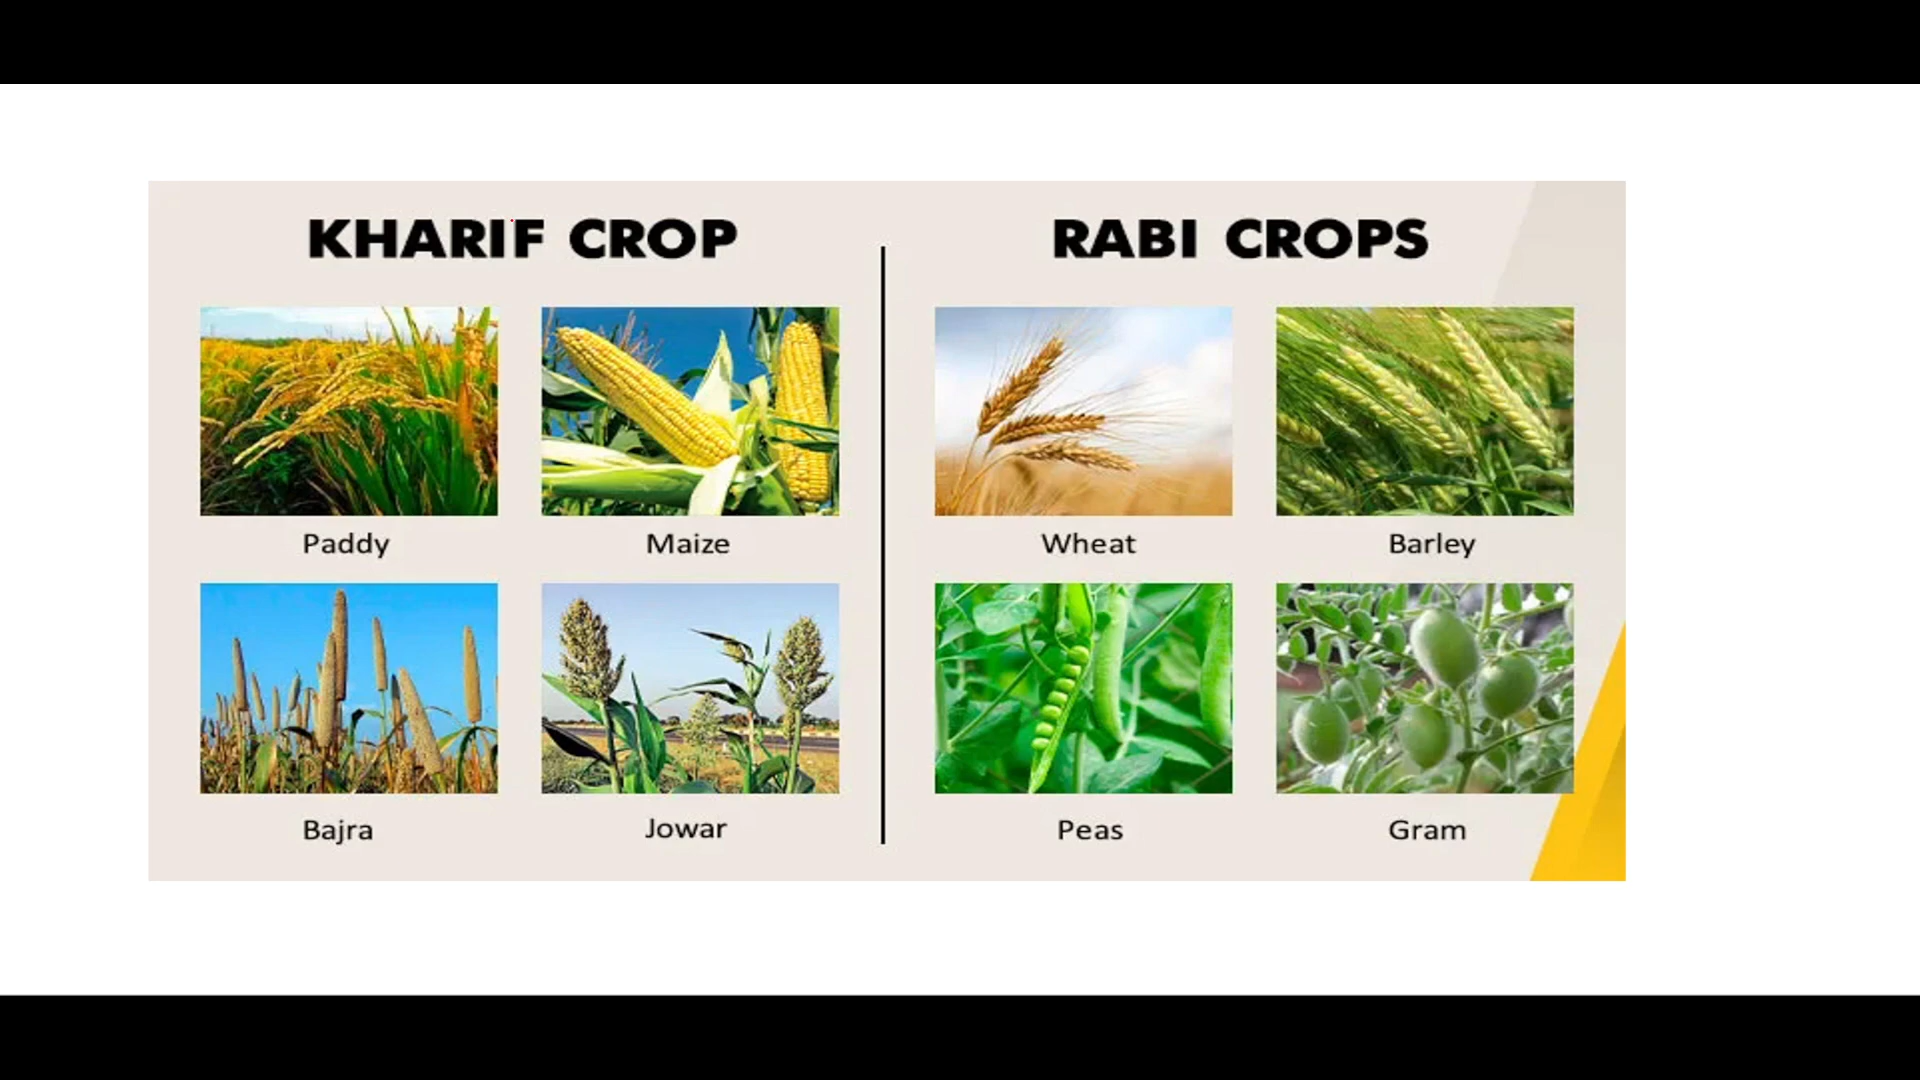 KHARIF CROP
Paddy
Maize
Bajra
Jowar
RABI CROPS
Wheat
Barley
Peas
Gram